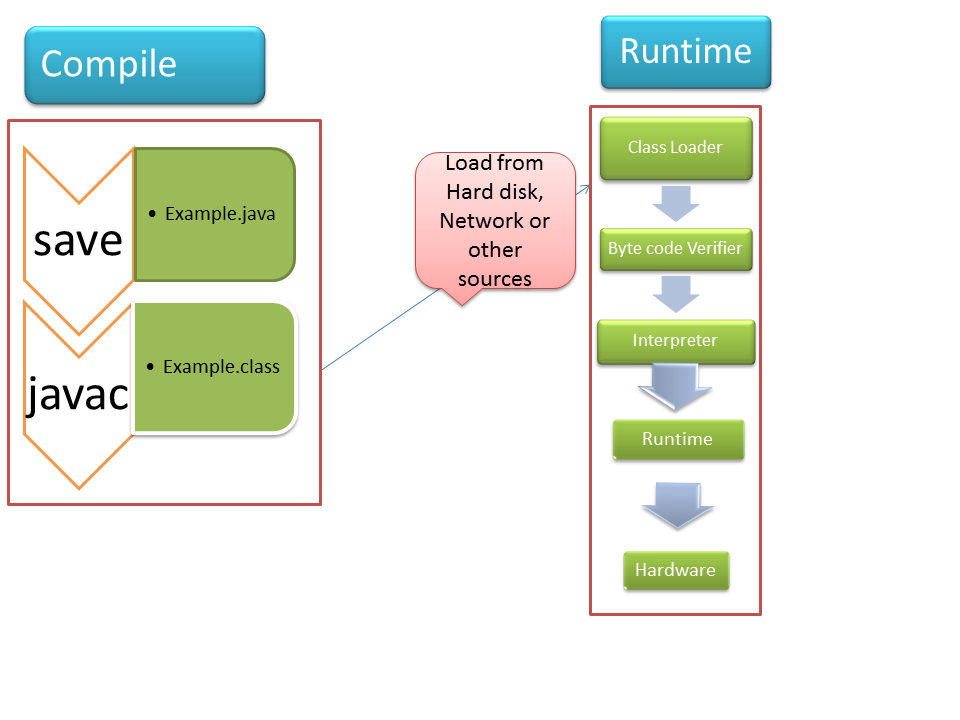 Compile
save
• Example.java
javac
• Example.class
Load from
Hard disk,
Network or
other
sources
Runtime
Class Loader
Byte code Verifier
Interpreter
Runtime
Hardware